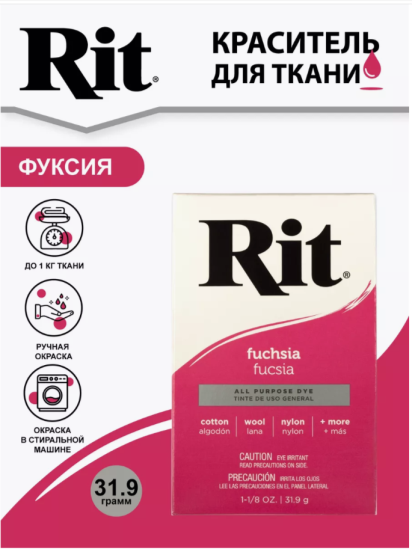 Rit®
КРАСИТЕЛЬ
ДЛЯ ТКАНИ
ФУКСИЯ
ДО 1 КГ ТКАНИ
РУЧНАЯ
ОКРАСКА
ОКРАСКА
В СТИРАЛЬНОЙ
МАШИНЕ
31.9
грамм
Rit®
fuchsia
fucsia
ALL PURPOSE DYE
TINTE DE USO GENERAL
cotton wool nylon + more
algodón lana nylon + más
CAUTION EYE IRRITANT
READ PRECAUTIONS ON SIDE.
PRECAUCIÓN IRRITA LOS OJOS
LEE LAS PRECAUCIONES EN EL PANEL LATERAL
1-1/8 OZ. | 31,9 g